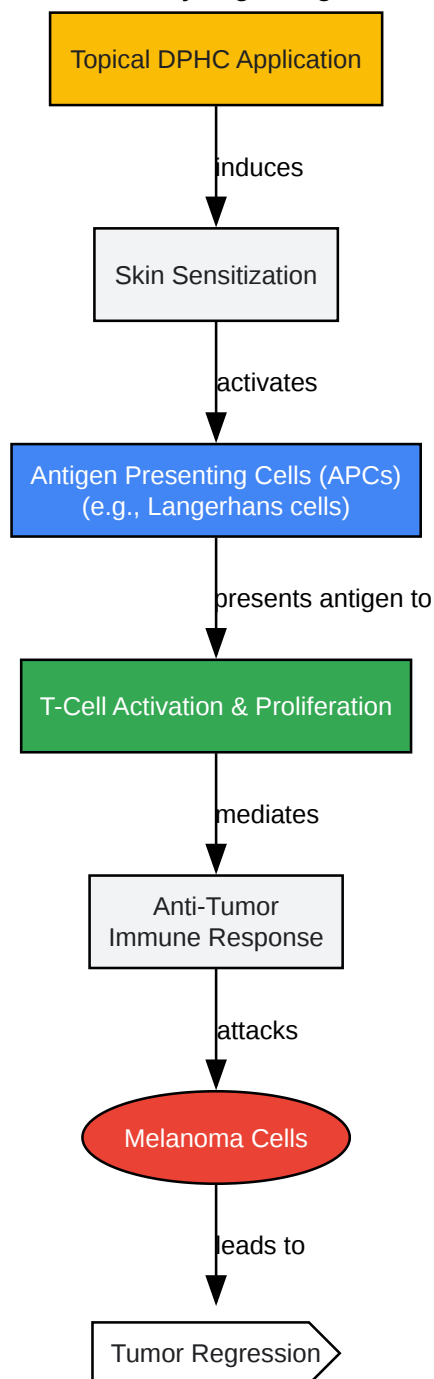 Topical DPHC Application
induces
Skin Sensitization
activates
Antigen Presenting Cells (APCs)
(e.g., Langerhans cells)
presents antigen to
T-Cell Activation & Proliferation
mediates
Anti-Tumor
Immune Response
attacks
Melanoma Cells
leads to
Tumor Regression